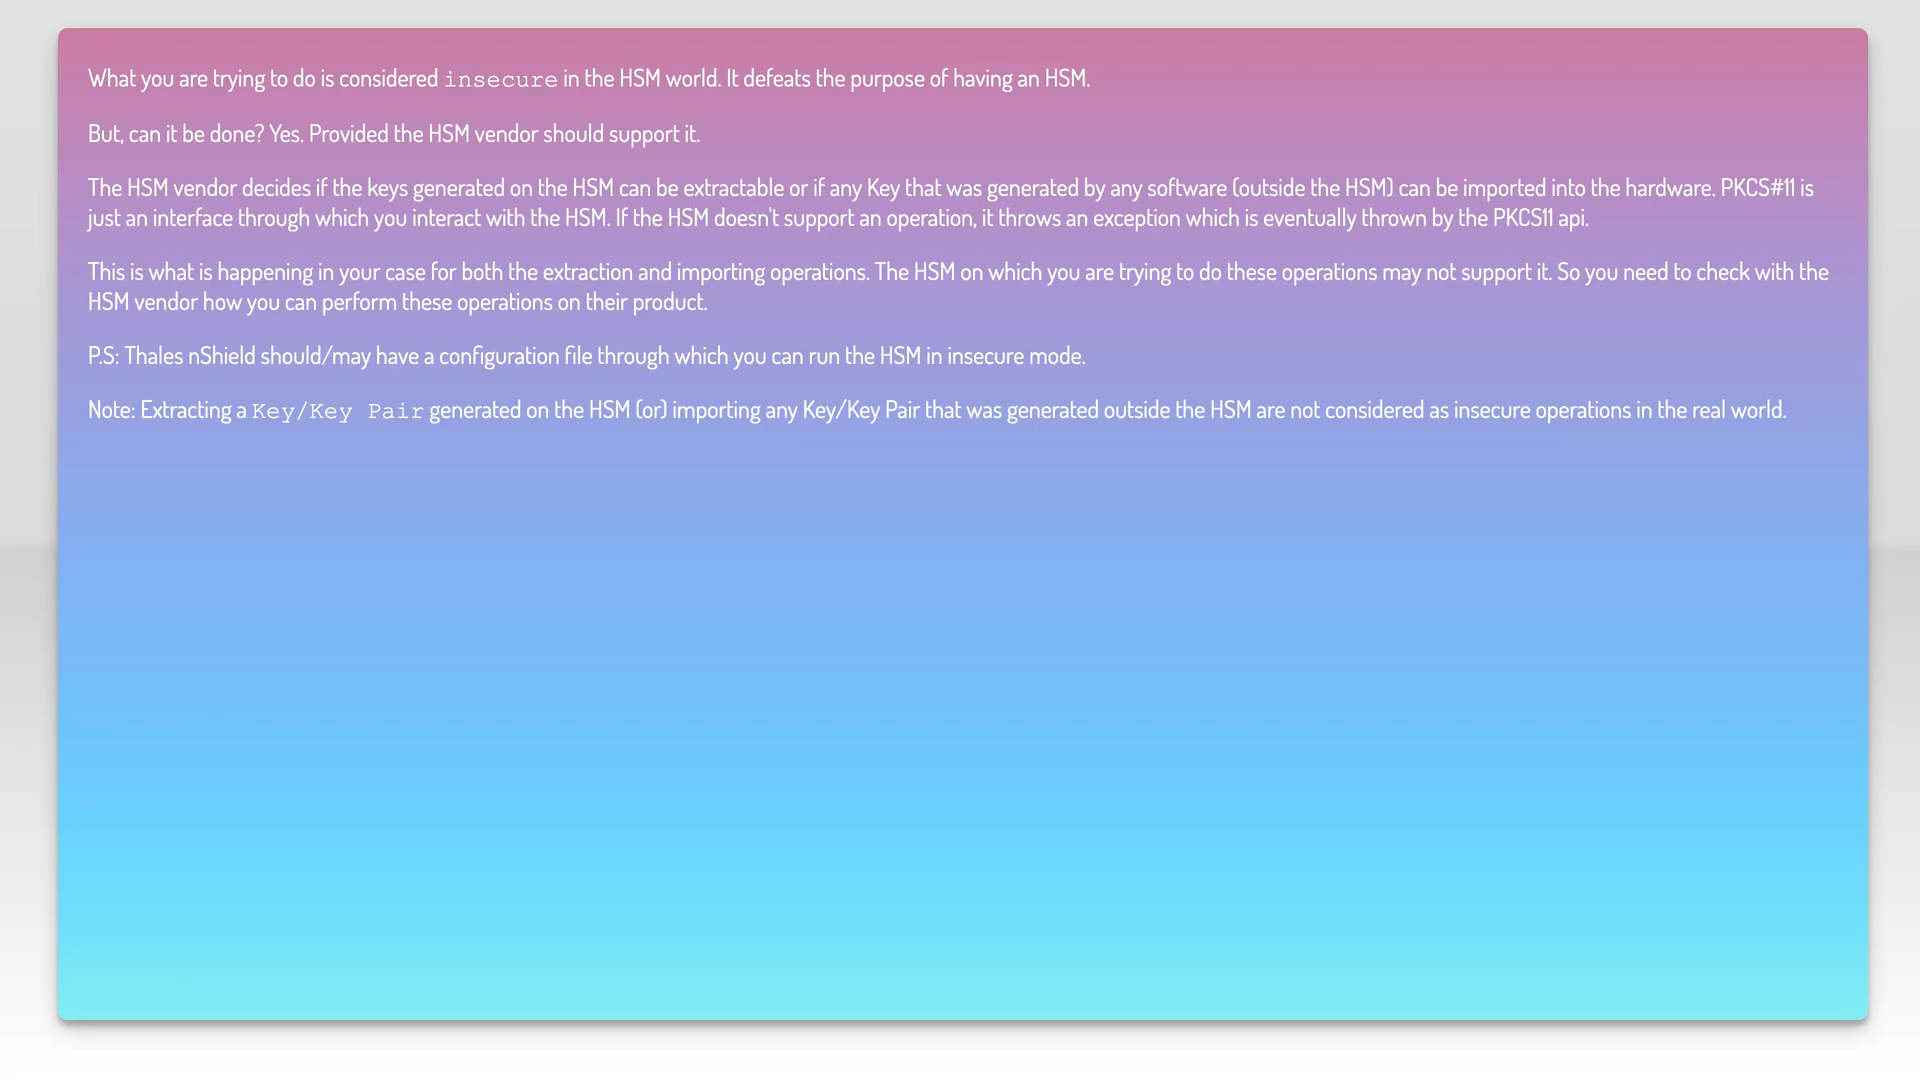 What you are trying to do is considered insecure in the HSM world. It defeats the purpose of having an HSM.
But, can it be done? Yes. Provided the HSM vendor should support it.
The HSM vendor decides if the keys generated on the HSM can be extractable or if any Key that was generated by any software (outside the HSM) can be imported into the hardware. PKCS#11 is
just an interface through which you interact with the HSM. If the HSM doesn't support an operation, it throws an exception which is eventually thrown by the PKCS11 api.
This is what is happening in your case for both the extraction and importing operations. The HSM on which you are trying to do these operations may not support it. So you need to check with the
HSM vendor how you can perform these operations on their product.
P.S: Thales nShield should/may have a configuration file through which you can run the HSM in insecure mode.
Note: Extracting a Key/Key Pair generated on the HSM (or) importing any Key/Key Pair that was generated outside the HSM are not considered as insecure operations in the real world.